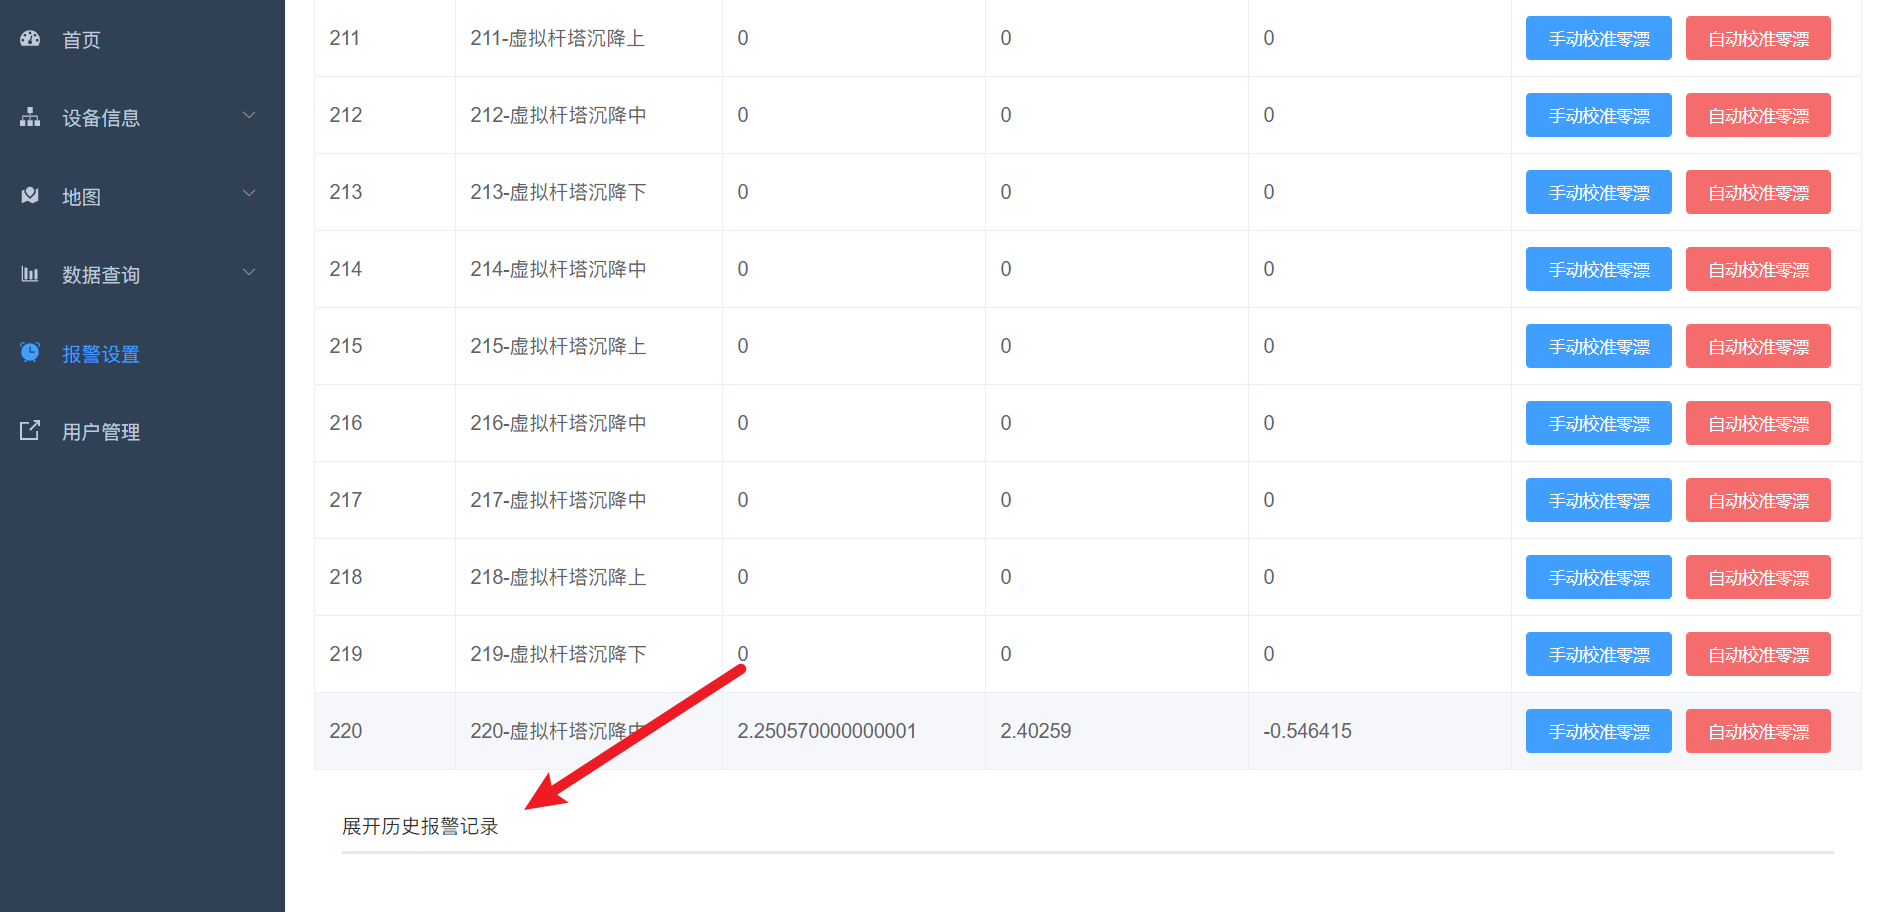 首页
设备信息
地图
数据查询
报警设置
用户管理
211 211-虚拟杆塔沉降上 0 0 0 手动校准零漂 自动校准零漂
212 212-虚拟杆塔沉降中 0 0 0 手动校准零漂 自动校准零漂
213 213-虚拟杆塔沉降下 0 0 0 手动校准零漂 自动校准零漂
214 214-虚拟杆塔沉降中 0 0 0 手动校准零漂 自动校准零漂
215 215-虚拟杆塔沉降上 0 0 0 手动校准零漂 自动校准零漂
216 216-虚拟杆塔沉降中 0 0 0 手动校准零漂 自动校准零漂
217 217-虚拟杆塔沉降中 0 0 0 手动校准零漂 自动校准零漂
218 218-虚拟杆塔沉降上 0 0 0 手动校准零漂 自动校准零漂
219 219-虚拟杆塔沉降下 0 0 0 手动校准零漂 自动校准零漂
220 220-虚拟杆塔沉降中 2.250570000000001 2.40259 -0.546415 手动校准零漂 自动校准零漂
展开历史报警记录